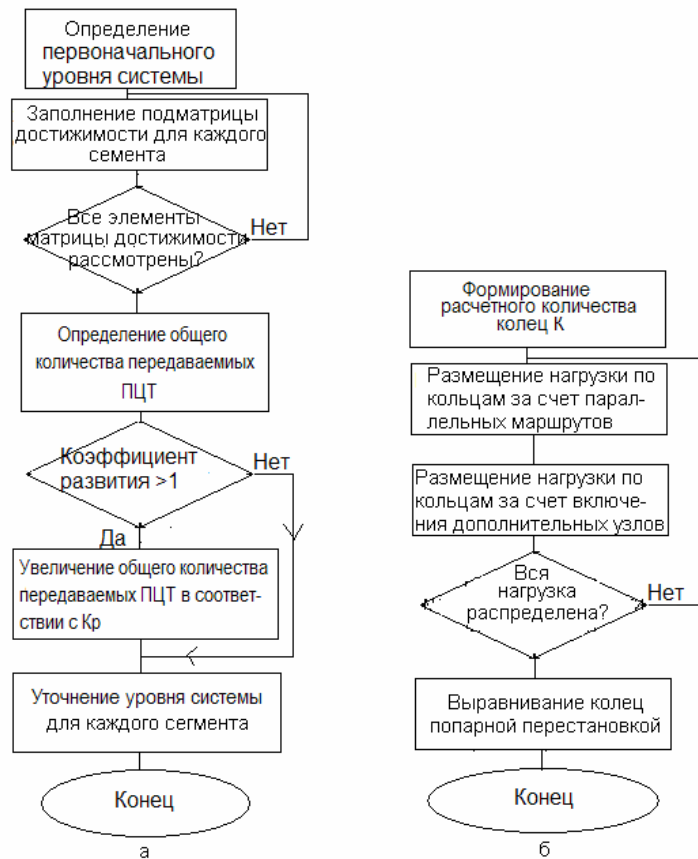 Определение
первоначального
уровня системы
Заполнение подматрицы
достижимости для каждого
семента
Все элементы
матрицы достижимости
рассмотрены?
Нет
Определение общего
количества передаваемиых
ПЦТ
Коэффициент
развития >1
Нет
Да
Увеличение общего количества
передаваемых ПЦТ в соответ-
ствии с Кр
Уточнение уровня системы
для каждого сегмента
Конец
а
Формирование
расчетного количества
колец К
Размещение нагрузки по
кольцам за счет парал-
лельных маршрутов
Размещение нагрузки по
кольцам за счет включе-
ния дополнительных узлов
Вся
нагрузка
распределена?
Нет
Выравнивание колец
попарной перестановкой
Конец
б